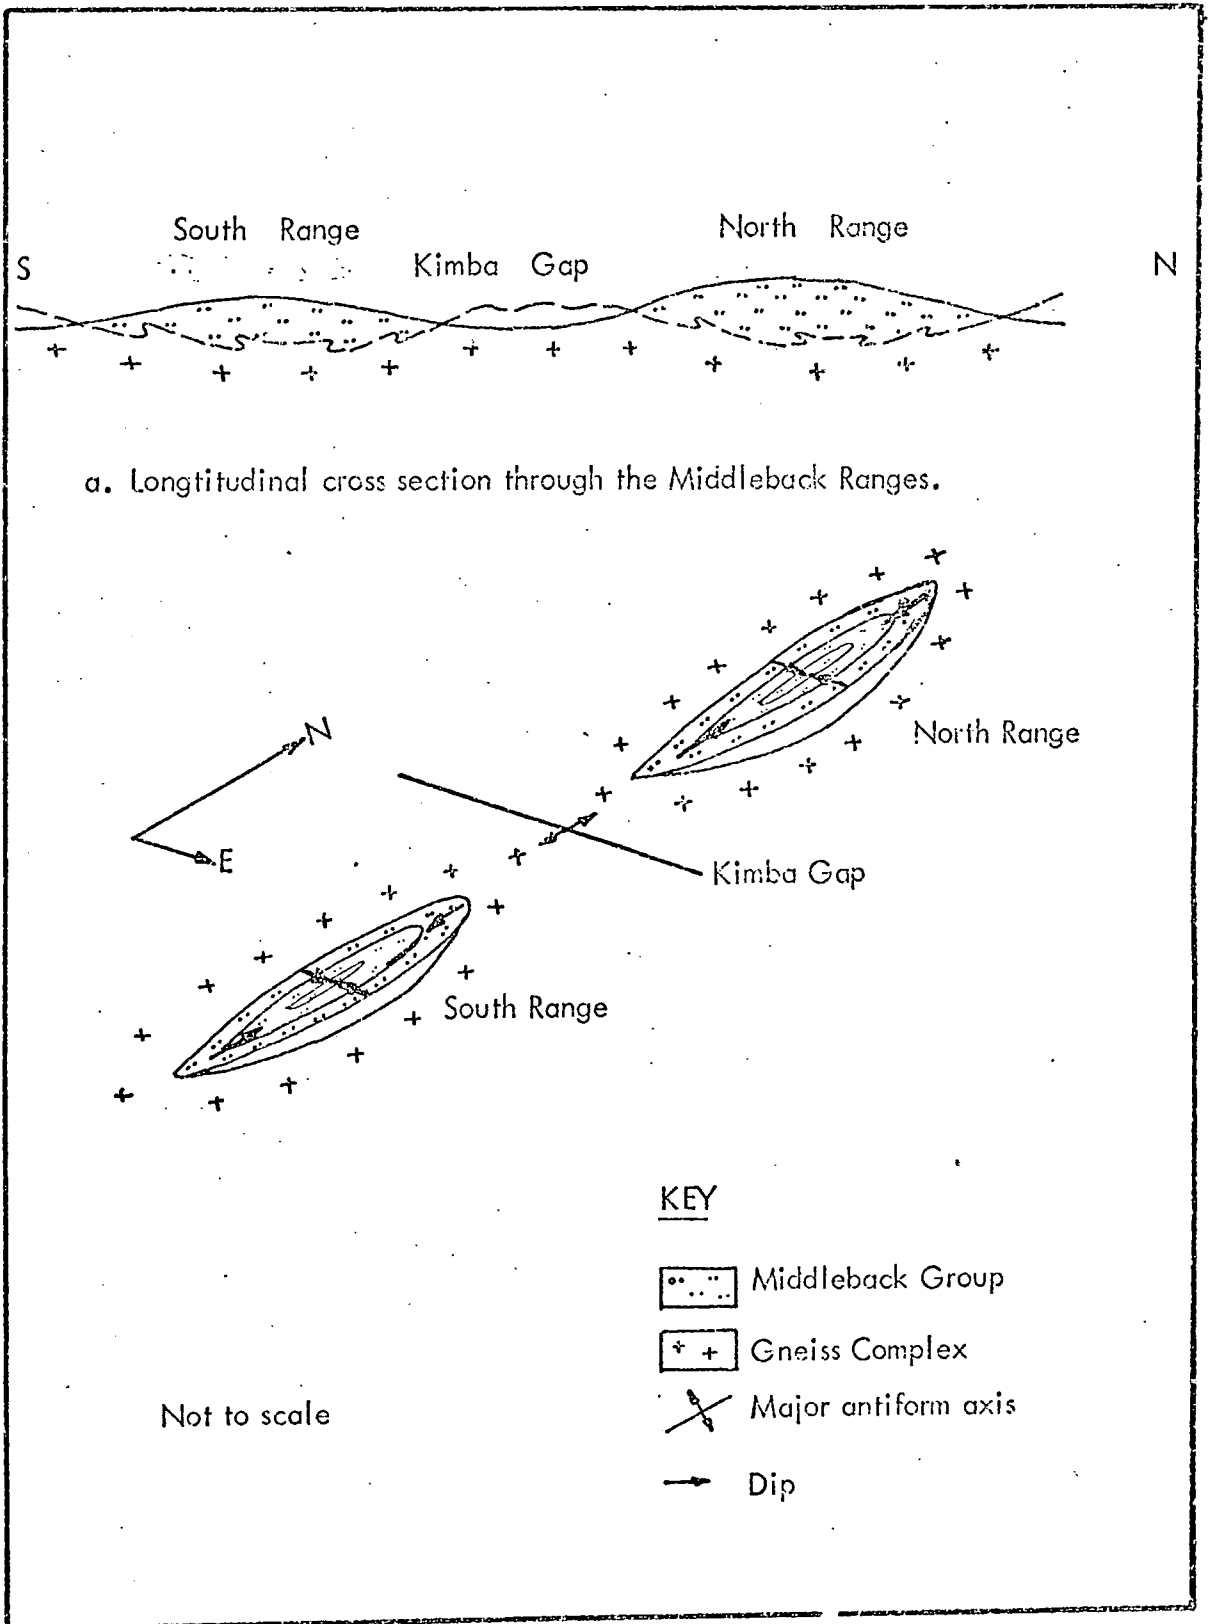 South Range
North Range
S
Kimba Gap
N
a. Longtitudinal cross section through the Middleback Ranges.
N
North Range
E
Kimba Gap
South Range
KEY
Middleback Group
Gneiss Complex
Major antiform axis
Dip
Not to scale